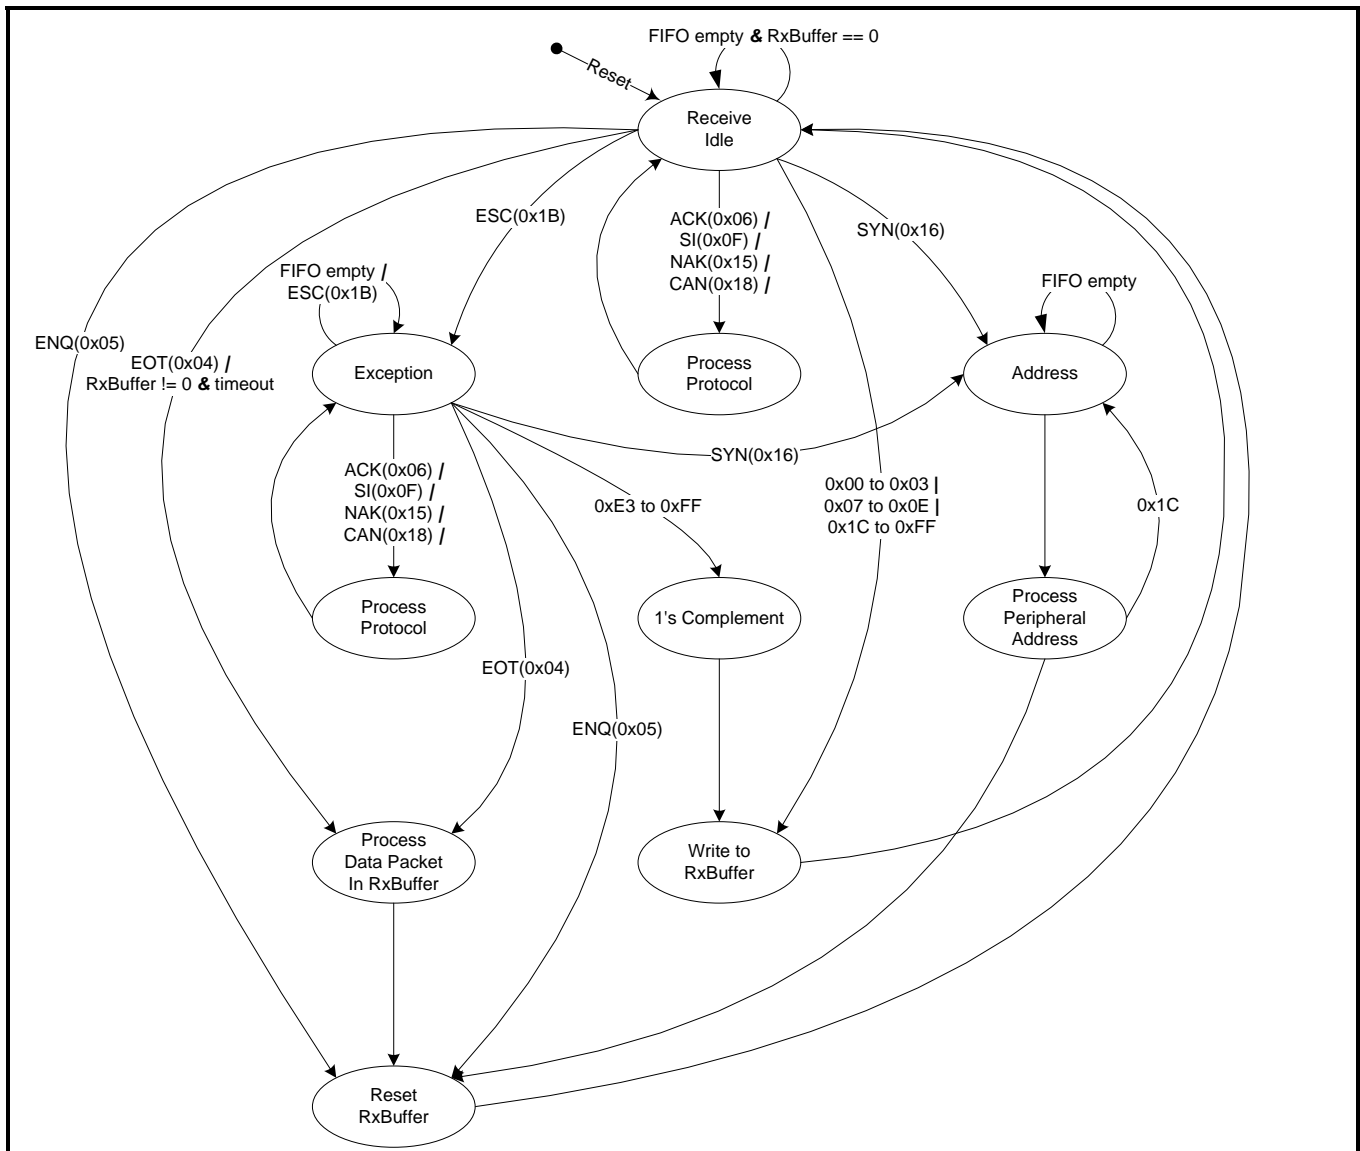 FIFO empty & RxBuffer == 0
Reset
Receive
Idle
ESC(0x1B)
ACK(0x06) /
SI(0x0F) /
NAK(0x15) /
CAN(0x18) /
SYN(0x16)
FIFO empty /
ESC(0x1B)
FIFO empty
ENQ(0x05)
EOT(0x04) /
RxBuffer != 0 & timeout
Exception
Process
Protocol
Address
SYN(0x16)
ACK(0x06) /
SI(0x0F) /
NAK(0x15) /
CAN(0x18) /
0xE3 to 0xFF
0x00 to 0x03 |
0x07 to 0x0E |
0x1C to 0xFF
0x1C
Process
Protocol
1's Complement
Process
Peripheral
Address
EOT(0x04)
ENQ(0x05)
Process
Data Packet
In RxBuffer
Write to
RxBuffer
Reset
RxBuffer